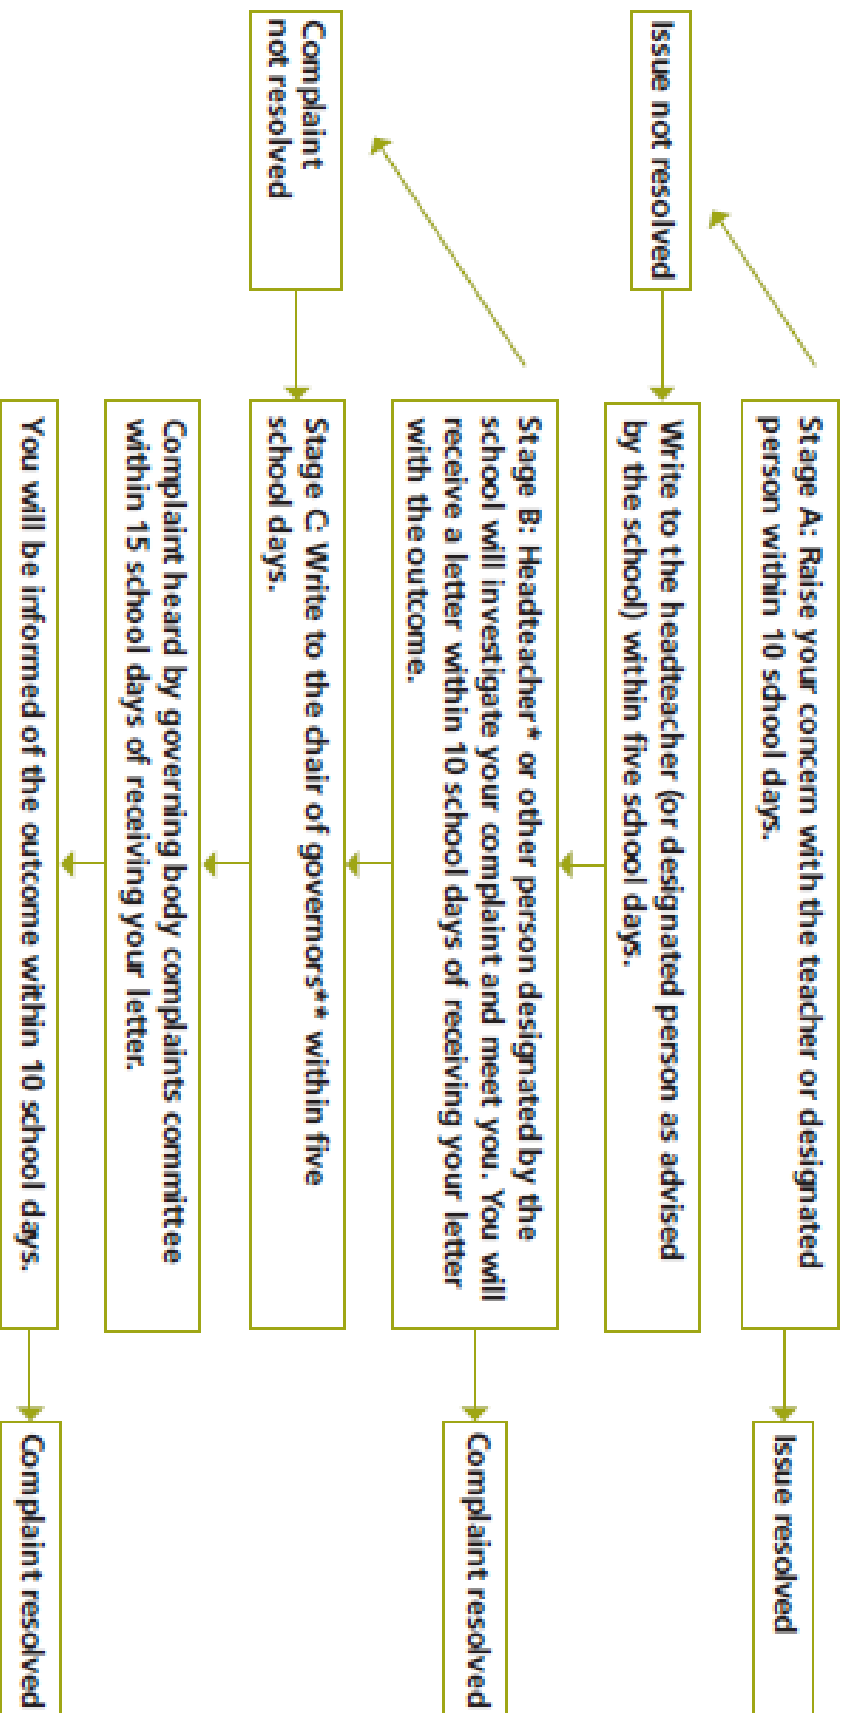 Stage A: Raise your concern with the teacher or designated
person within 10 school days.
Issue resolved
Issue not resolved
Write to the headteacher (or designated person as advised
by the school) within five school days.
Stage B: Headteacher* or other person designated by the
school will investigate your complaint and meet you. You will
receive a letter within 10 school days of receiving your letter
with the outcome.
Complaint resolved
Complaint
not resolved
Stage C: Write to the chair of governors** within five
school days.
Complaint heard by governing body complaints committee
within 15 school days of receiving your letter.
You will be informed of the outcome within 10 school days.
Complaint resolved